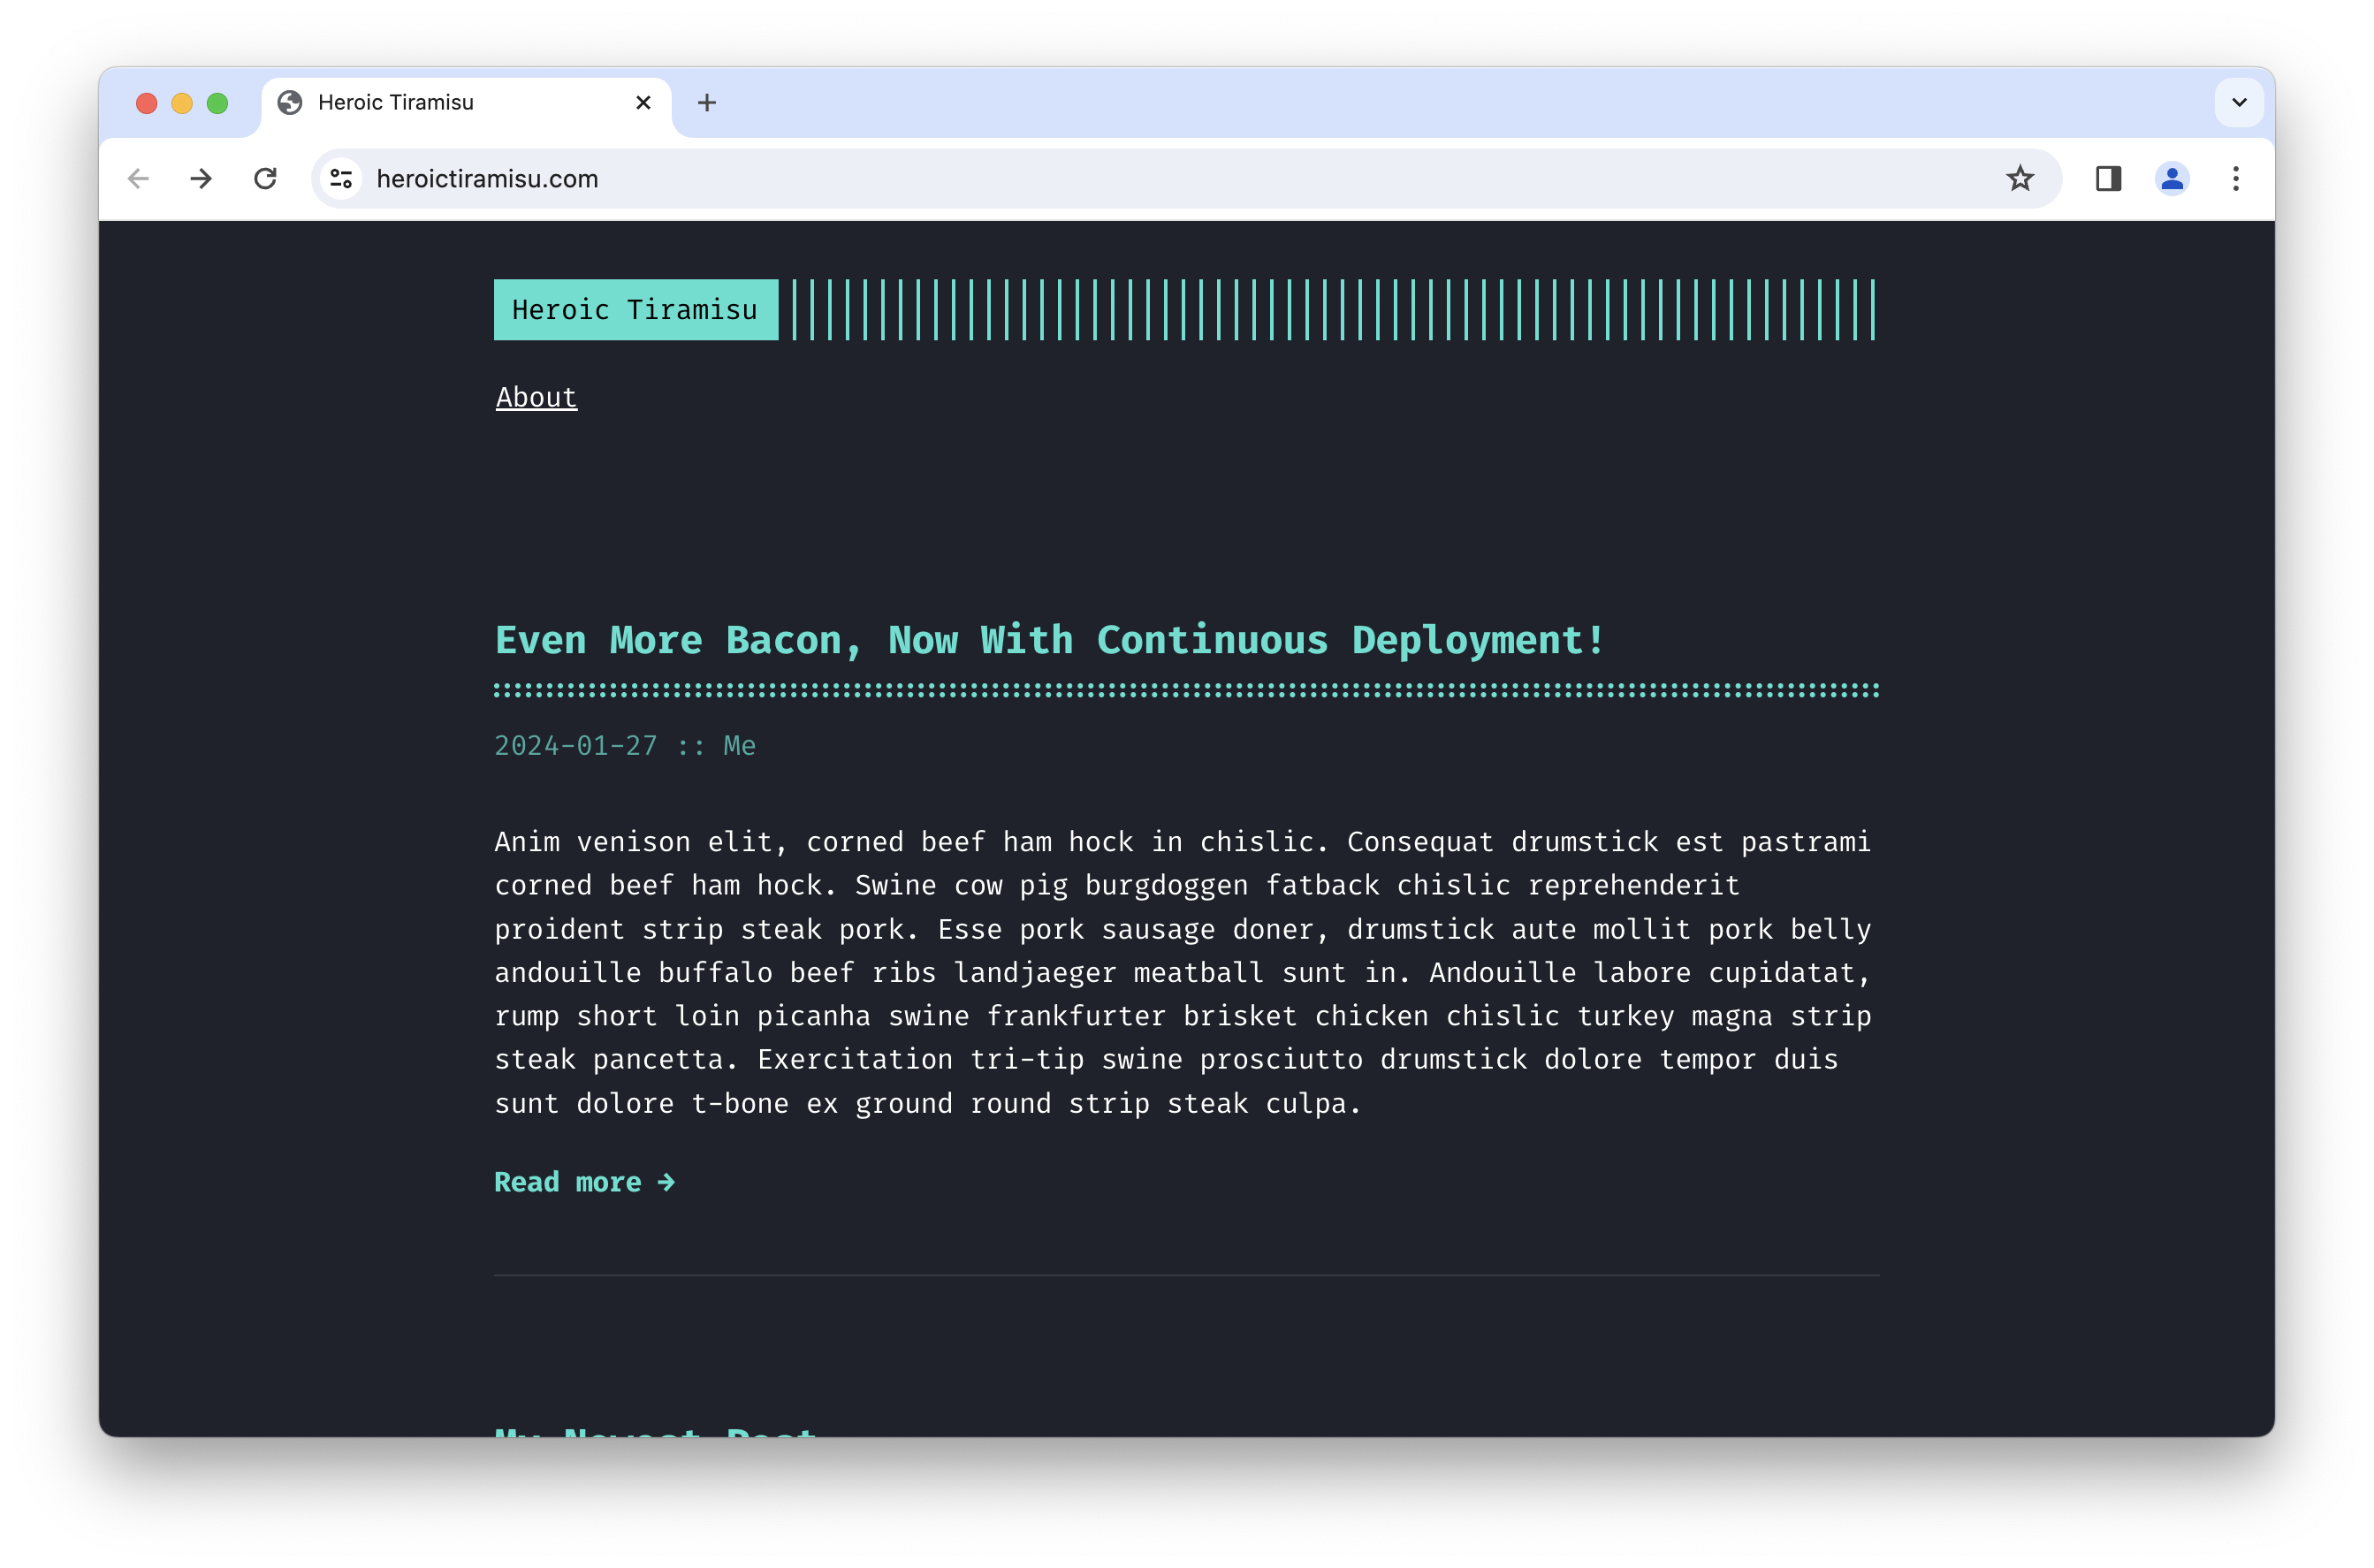 Heroic Tiramisu
heroictiramisu.com
Heroic Tiramisu
About
Even More Bacon, Now With Continuous Deployment!
2024-01-27 :: Me
Anim venison elit, corned beef ham hock in chislic. Consequat drumstick est pastrami
corned beef ham hock. Swine cow pig burgdoggen fatback chislic reprehenderit
proident strip steak pork. Esse pork sausage doner, drumstick aute mollit pork belly
andouille buffalo beef ribs landjaeger meatball sunt in. Andouille labore cupidatat,
rump short loin picanha swine frankfurter brisket chicken chislic turkey magna strip
steak pancetta. Exercitation tri-tip swine prosciutto drumstick dolore tempor duis
sunt dolore t-bone ex ground round strip steak culpa.
Read more →
My Newest Post